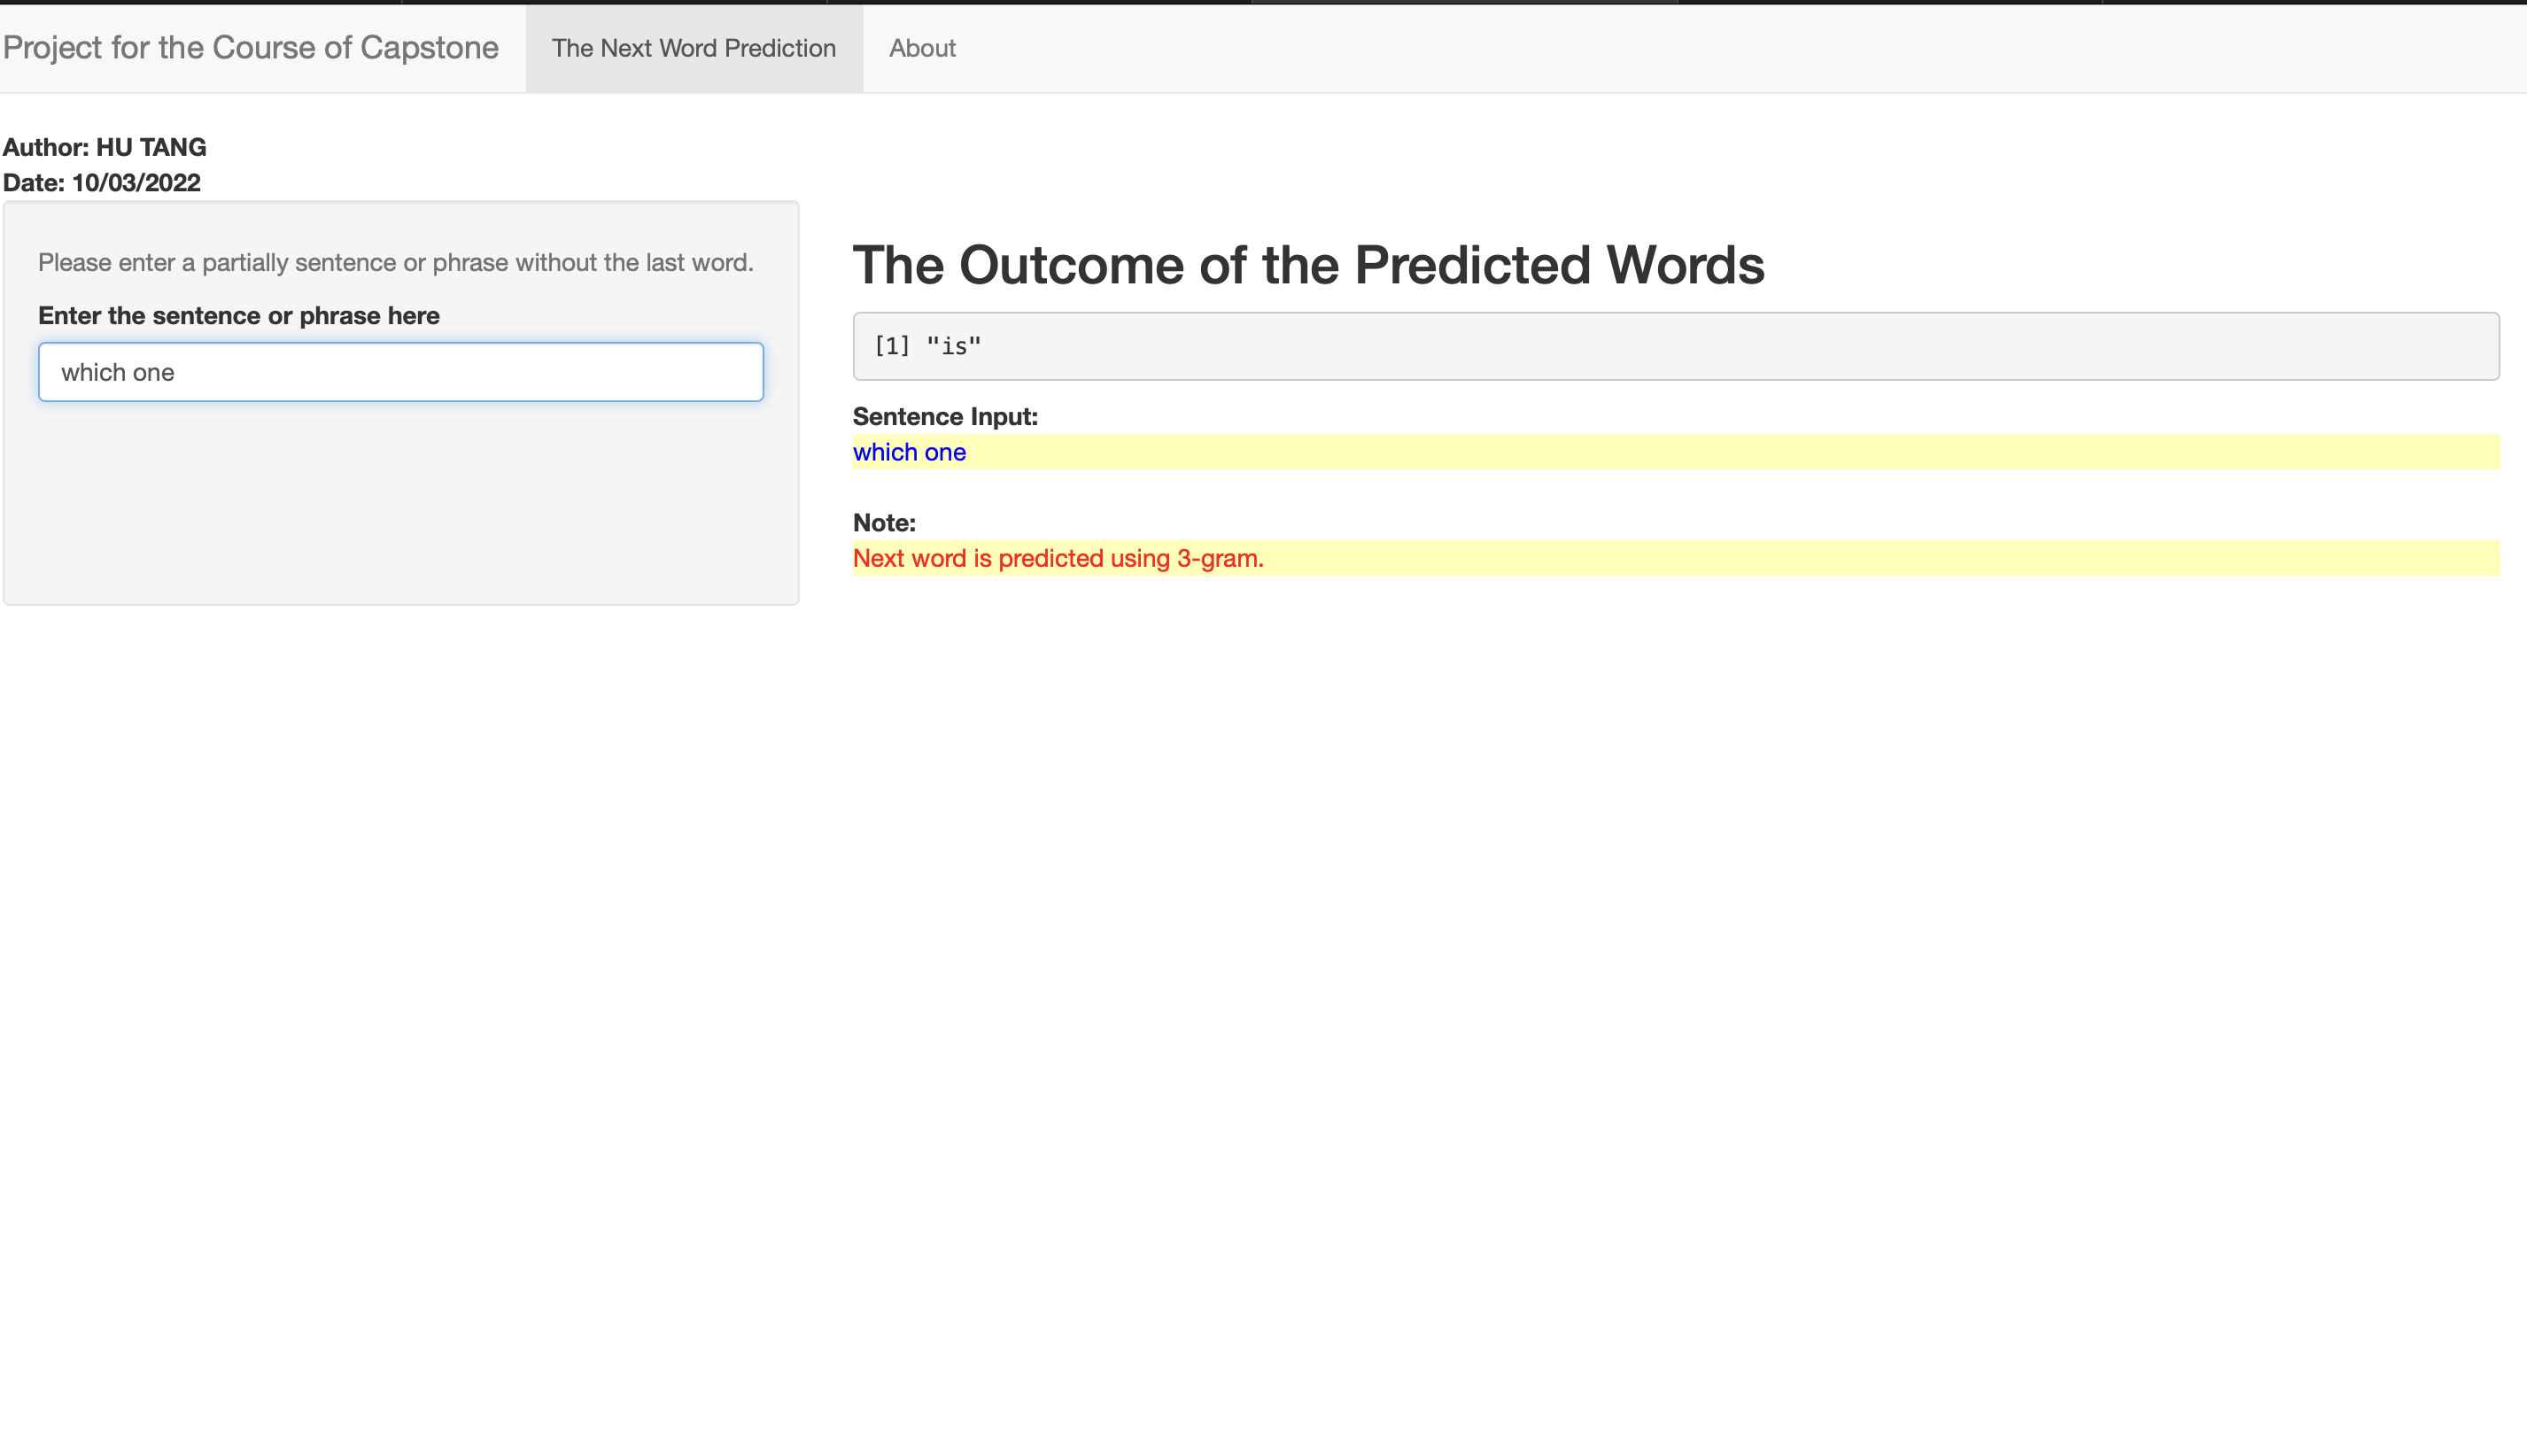 Project for the Course of Capstone The Next Word Prediction About
Author: HU TANG
Date: 10/03/2022
Please enter a partially sentence or phrase without the last word.
Enter the sentence or phrase here
which one
The Outcome of the Predicted Words
[1] "is"
Sentence Input:
which one
Note:
Next word is predicted using 3-gram.